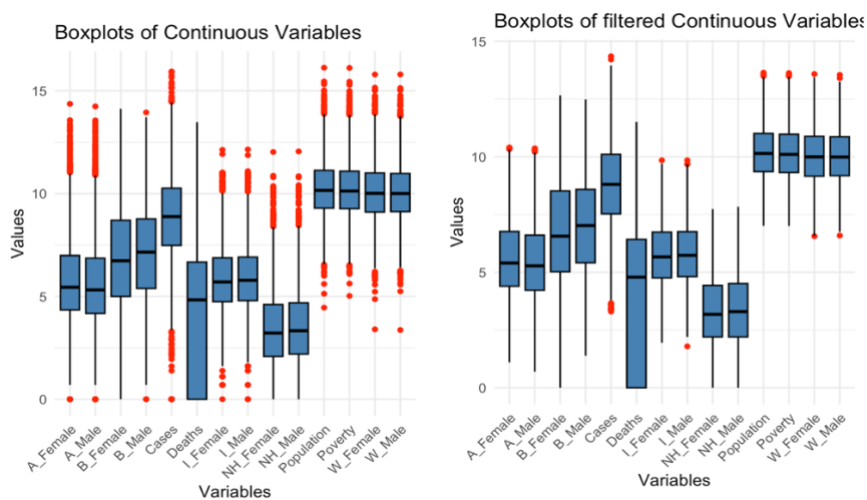 Boxplots of Continuous Variables
15
10
5
0
Values
A_Female
A_Male
B_Female
B_Male
Cases
Deaths
I_Female
I_Male
NH_Female
NH_Male
Population
Poverty
W_Female
W_Male
Variables
Boxplots of filtered Continuous Variables
15
10
5
0
Values
A_Female
A_Male
B_Female
B_Male
Cases
Deaths
I_Female
I_Male
NH_Female
NH_Male
Population
Poverty
W_Female
W_Male
Variables